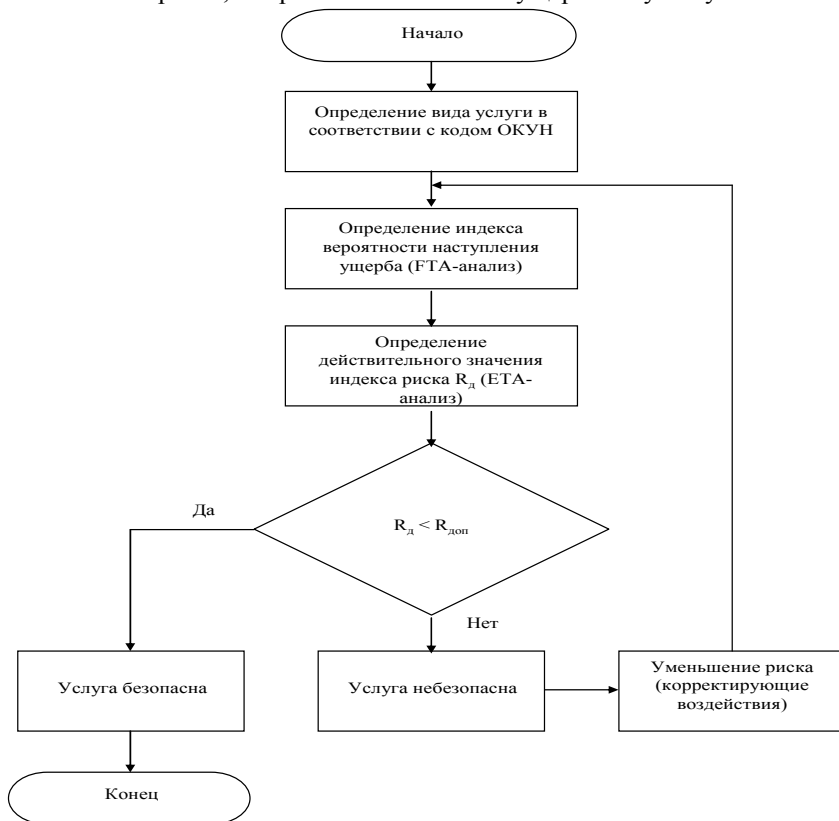 Начало
Определение вида услуги в
соответствии с кодом ОКУН
Определение индекса
вероятности наступления
ущерба (FTA-анализ)
Определение
действительного значения
индекса риска Rд (ETA-
анализ)
Да
Rд < Rдоп
Нет
Услуга безопасна
Услуга небезопасна
Уменьшение риска
(корректирующие
воздействия)
Конец